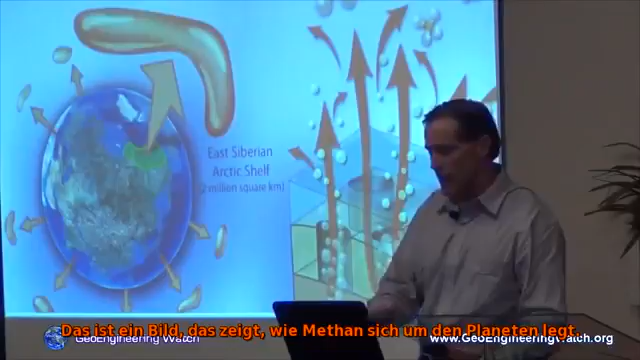 East Siberian
Arctic Shelf
(2 million square km)
Das ist ein Bild, das zeigt, wie Methan sich um den Planeten legt.
GeoEngineering Watch
www.GeoEngineeringWatch.org